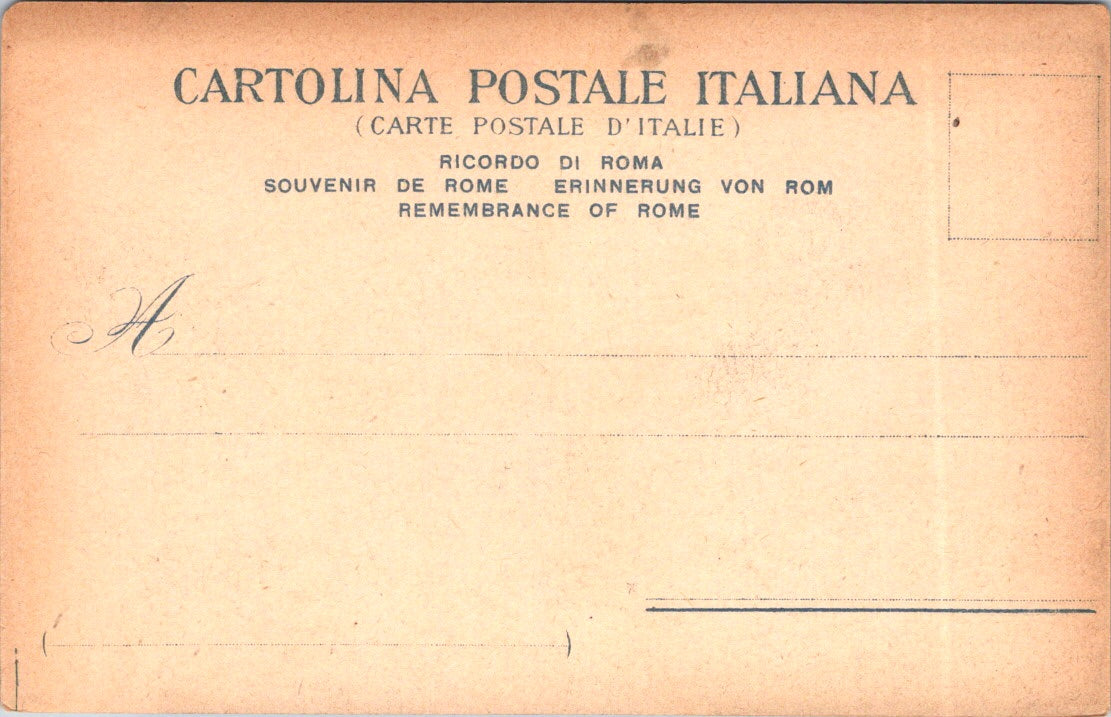 CARTOLINA POSTALE ITALIANA
(CARTE POSTALE D'ITALIE)
RICORDO DI ROMA
SOUVENIR DE ROME ERINNERUNG VON ROM
REMEMBRANCE OF ROME
A
( )